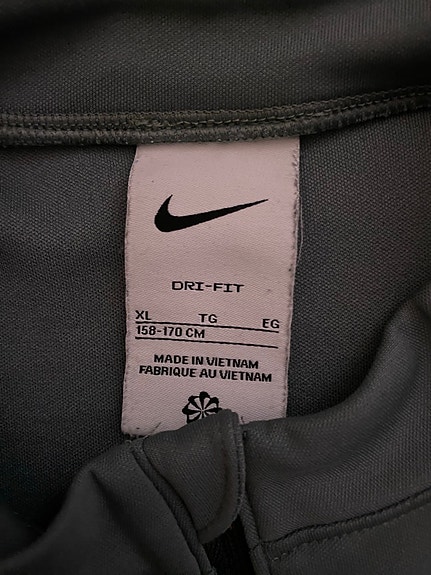 DRI-FIT
XL TG EG
158-170 CM
MADE IN VIETNAM
FABRIQUE AU VIETNAM